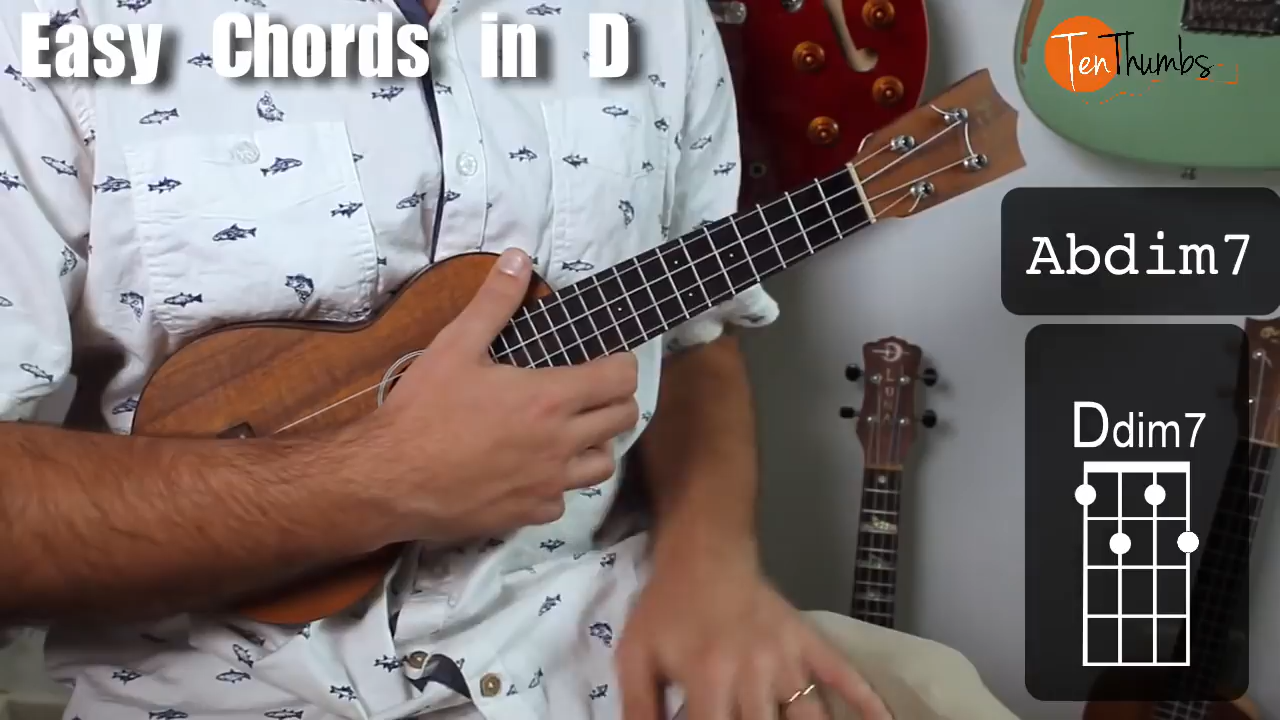 Easy Chords in D
TenThumbs
Abdim7
Ddim7
D
LUNA